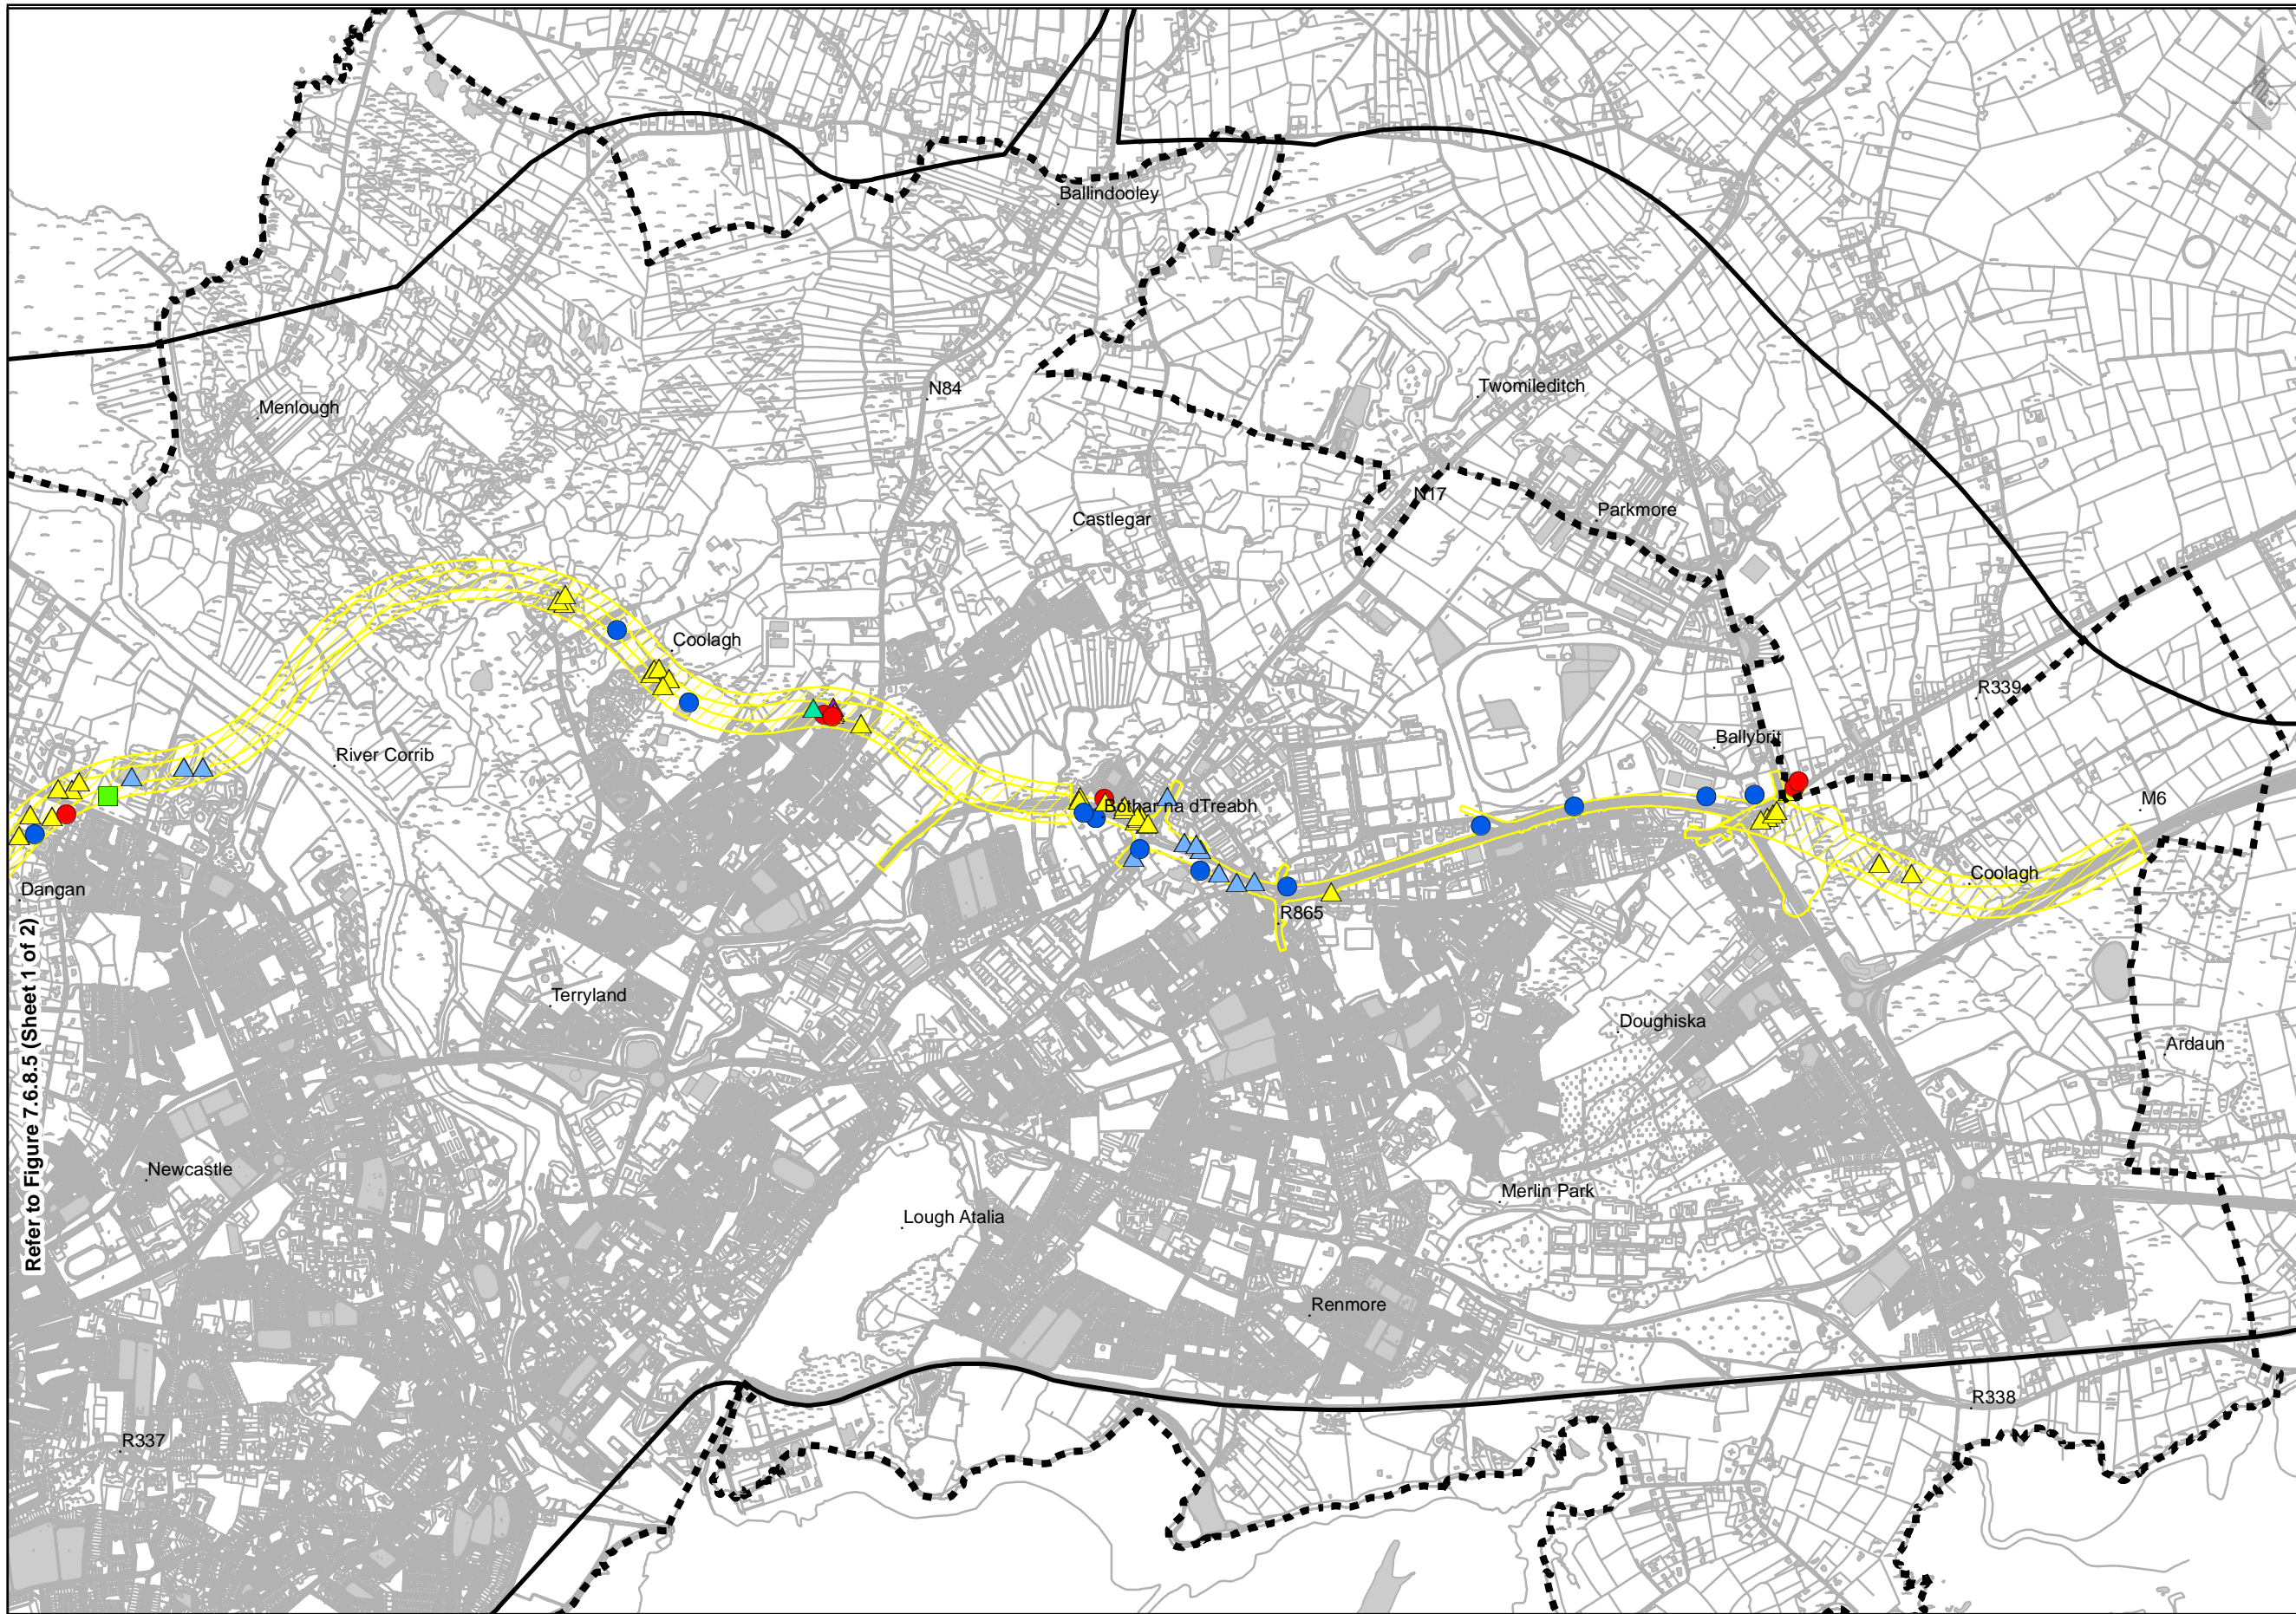 Ballindooley
Twomileditch
N84
Menlough
N17
Parkmore
Castlegar
Coolagh
R339
Ballybrit
River Corrib
M6
Bothar na dTreabh
Coolagh
Dangan
R865
Terryland
Doughiska
Ardaun
Refer to Figure 7.6.8.5 (Sheet 1 of 2)
Newcastle
Merlin Park
Lough Atalia
Renmore
R338
R337